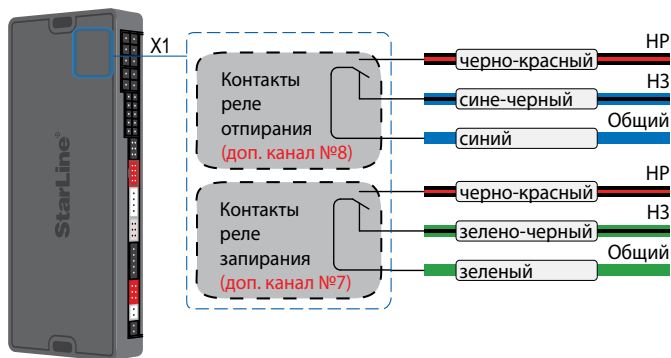 X1
StarLine®
Контакты
реле
отпирания
(доп. канал №8)
черно-красный
НР
сине-черный
НЗ
синий
Общий
Контакты
реле
запирания
(доп. канал №7)
черно-красный
НР
зелено-черный
НЗ
зеленый
Общий